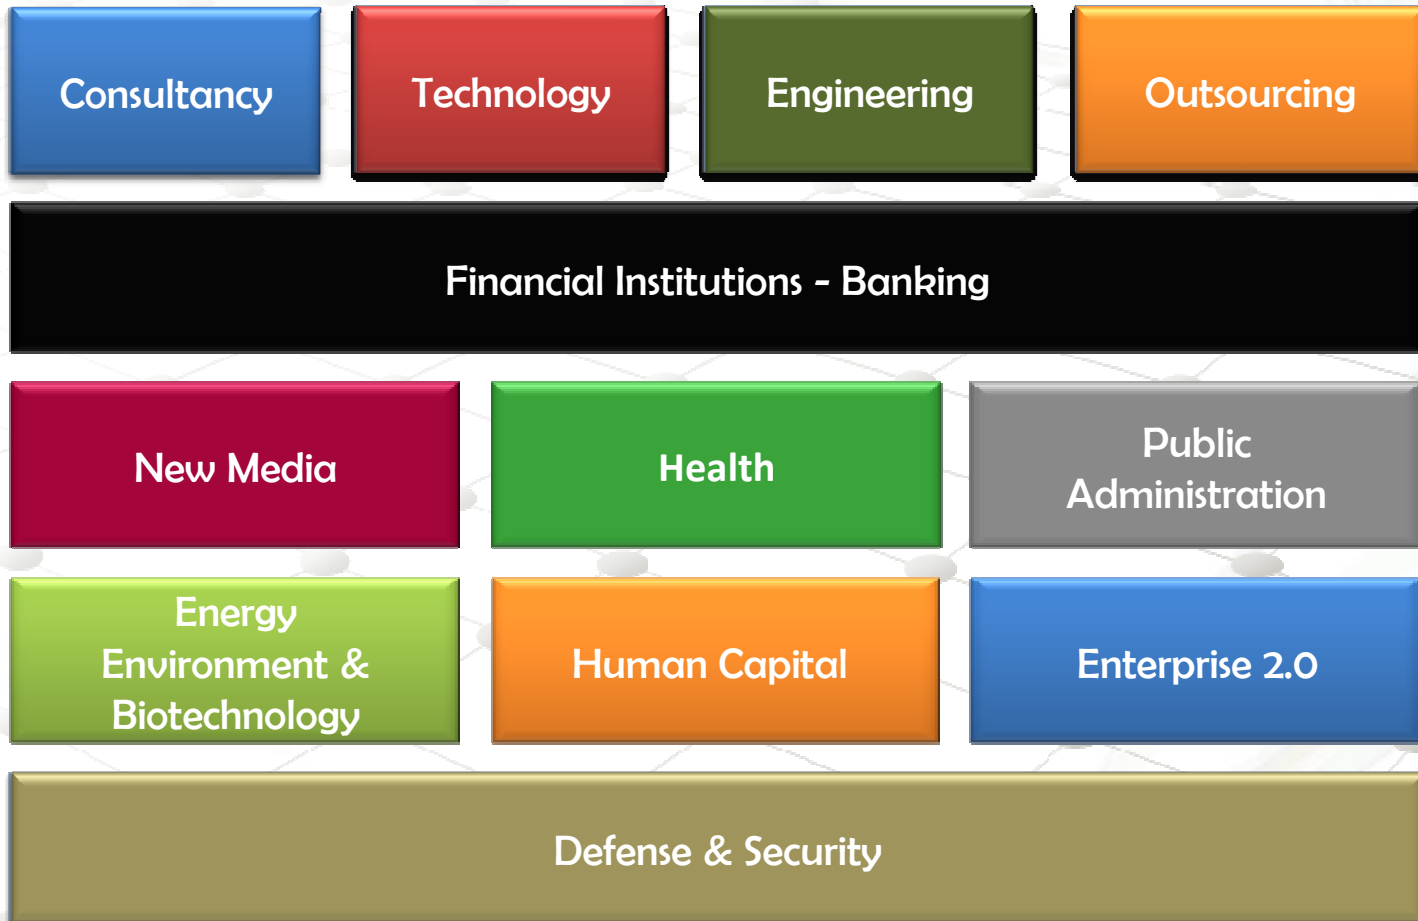 Consultancy
Technology
Engineering
Outsourcing
Financial Institutions - Banking
New Media
Health
Public
Administration
Energy
Environment &
Biotechnology
Human Capital
Enterprise 2.0
Defense & Security